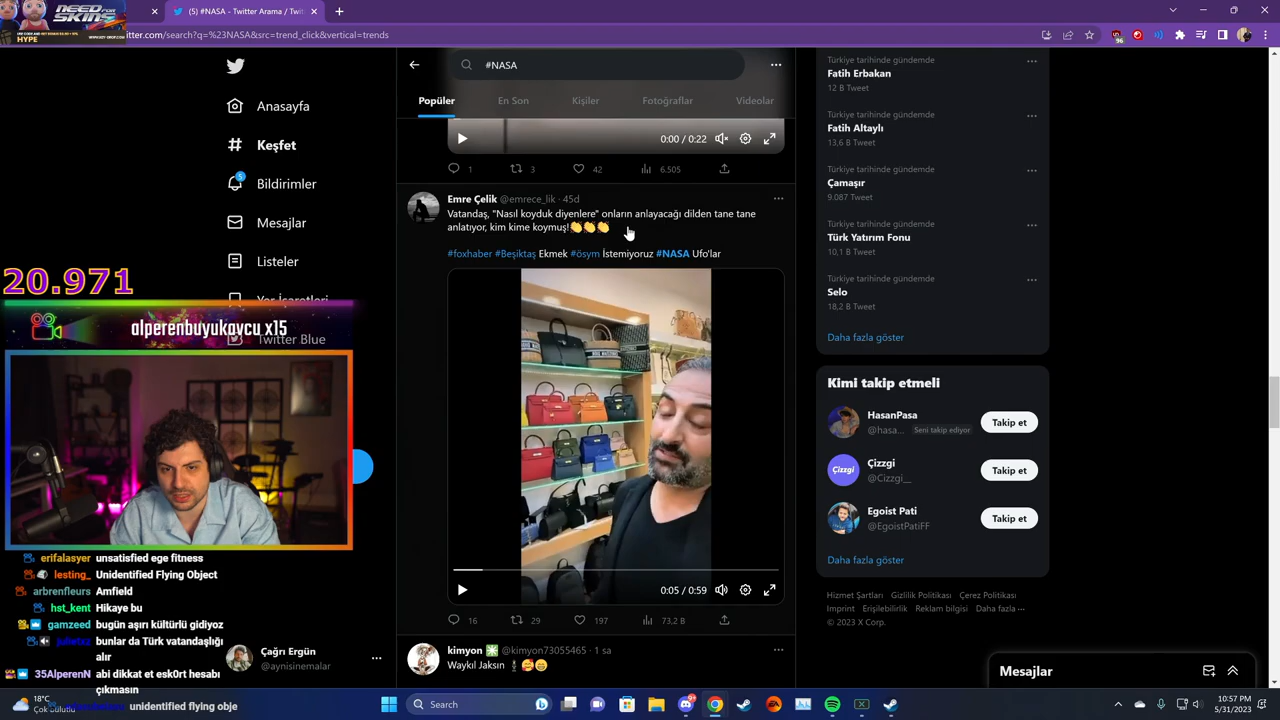 NEED FOR
SKINS
HYPE
(5) #NASA - Twitter Arama / Twit
itter.com/search?q=%23NASA&src=trend_click&vertical=trends
Anasayfa
Keşfet
5
Bildirimler
Mesajlar
Listeler
Yer İşaretleri
Twitter Blue
Çağrı Ergün
@aynisinemalar
#NASA
Popüler
En Son
Kişiler
Fotoğraflar
Videolar
0:00 / 0:22
1
3
42
6.505
Emre Çelik @emrece_lik · 45d
Vatandaş, "Nasıl koyduk diyenlere" onların anlayacağı dilden tane tane
anlatıyor, kim kime koymuş!👏👏👏
#foxhaber #Beşiktaş Ekmek #ösym İstemiyoruz #NASA Ufo'lar
0:05 / 0:59
16
29
197
73,2 B
kimyon @kimyon73055465 · 1 sa
Waykıl Jaksın
Türkiye tarihinde gündemde
Fatih Erbakan
12 B Tweet
Türkiye tarihinde gündemde
Fatih Altaylı
13,6 B Tweet
Türkiye tarihinde gündemde
Çamaşır
9.087 Tweet
Türkiye tarihinde gündemde
Türk Yatırım Fonu
10,1 B Tweet
Türkiye tarihinde gündemde
Selo
18,2 B Tweet
Daha fazla göster
Kimi takip etmeli
HasanPasa
@hasa... Seni takip ediyor
Takip et
Çizzgi
@Cizzgi__
Takip et
Egoist Pati
@EgoistPatiFF
Takip et
Daha fazla göster
Hizmet Şartları Gizlilik Politikası Çerez Politikası
Imprint Erişilebilirlik Reklam bilgisi Daha fazla ···
© 2023 X Corp.
Mesajlar
20.971
alperenbuyukavcu x15
erifalasyer unsatisfied ege fitness
lesting_ Unidentified Flying Object
arbrenfleurs Amfield
hst_kent Hikaye bu
gamzeed bugün aşırı kültürlü gidiyoz
bunlar da Türk vatandaşlığı
alır
35AlperenN abi dikkat et esk0rt hesabı
çıkmasın
unidentified flying obje
18°C
Çok bulutlu
Search
10:57 PM
5/31/2023